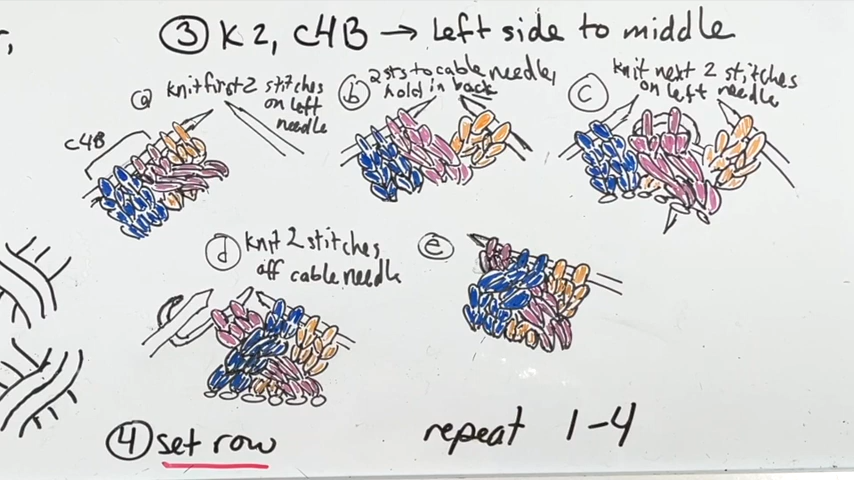 ③ K2, C4B → Left side to middle
ⓐ knit first 2 stitches
on left
needle
C4B
ⓑ 2 sts to cable needle,
hold in back
ⓒ knit next 2 stitches
on left needle
ⓓ knit 2 stitches
off cable needle
ⓔ
④ set row
repeat 1-4